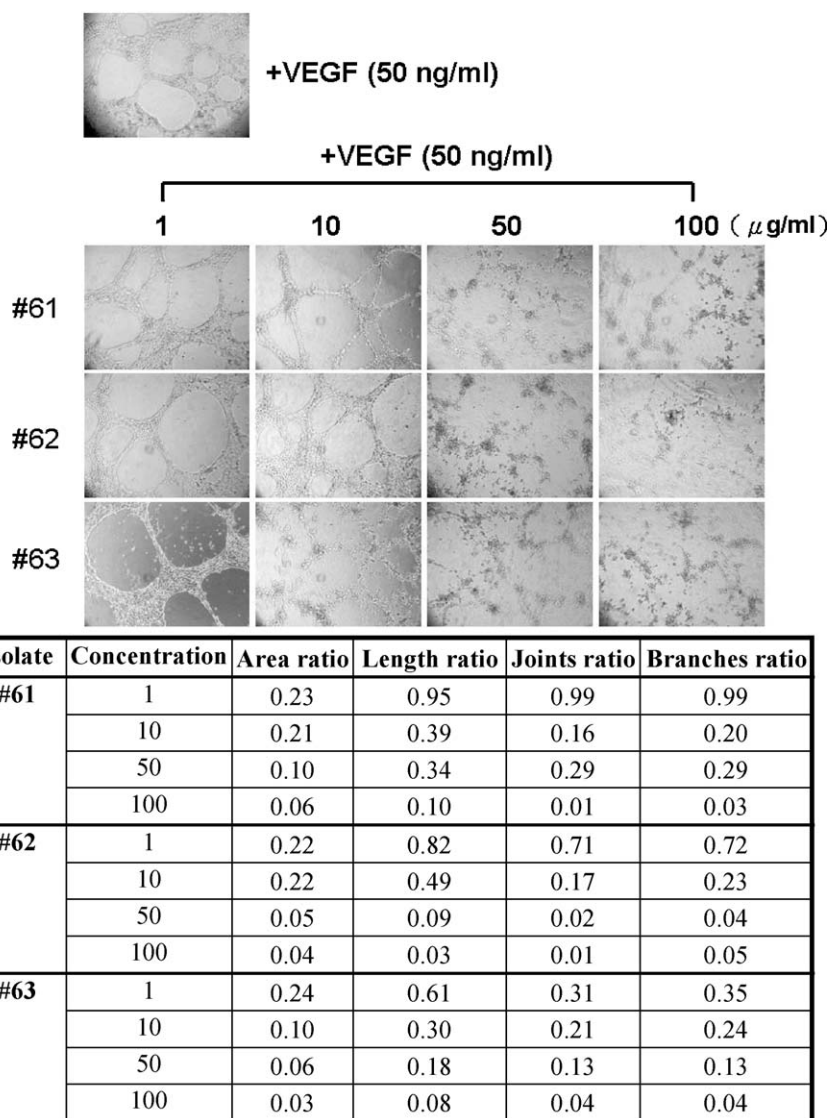 +VEGF (50 ng/ml)
+VEGF (50 ng/ml)
1 10 50 100 ( μg/ml)
#61
#62
#63
olate Concentration Area ratio Length ratio Joints ratio Branches ratio
#61 1 0.23 0.95 0.99 0.99
10 0.21 0.39 0.16 0.20
50 0.10 0.34 0.29 0.29
100 0.06 0.10 0.01 0.03
#62 1 0.22 0.82 0.71 0.72
10 0.22 0.49 0.17 0.23
50 0.05 0.09 0.02 0.04
100 0.04 0.03 0.01 0.05
#63 1 0.24 0.61 0.31 0.35
10 0.10 0.30 0.21 0.24
50 0.06 0.18 0.13 0.13
100 0.03 0.08 0.04 0.04